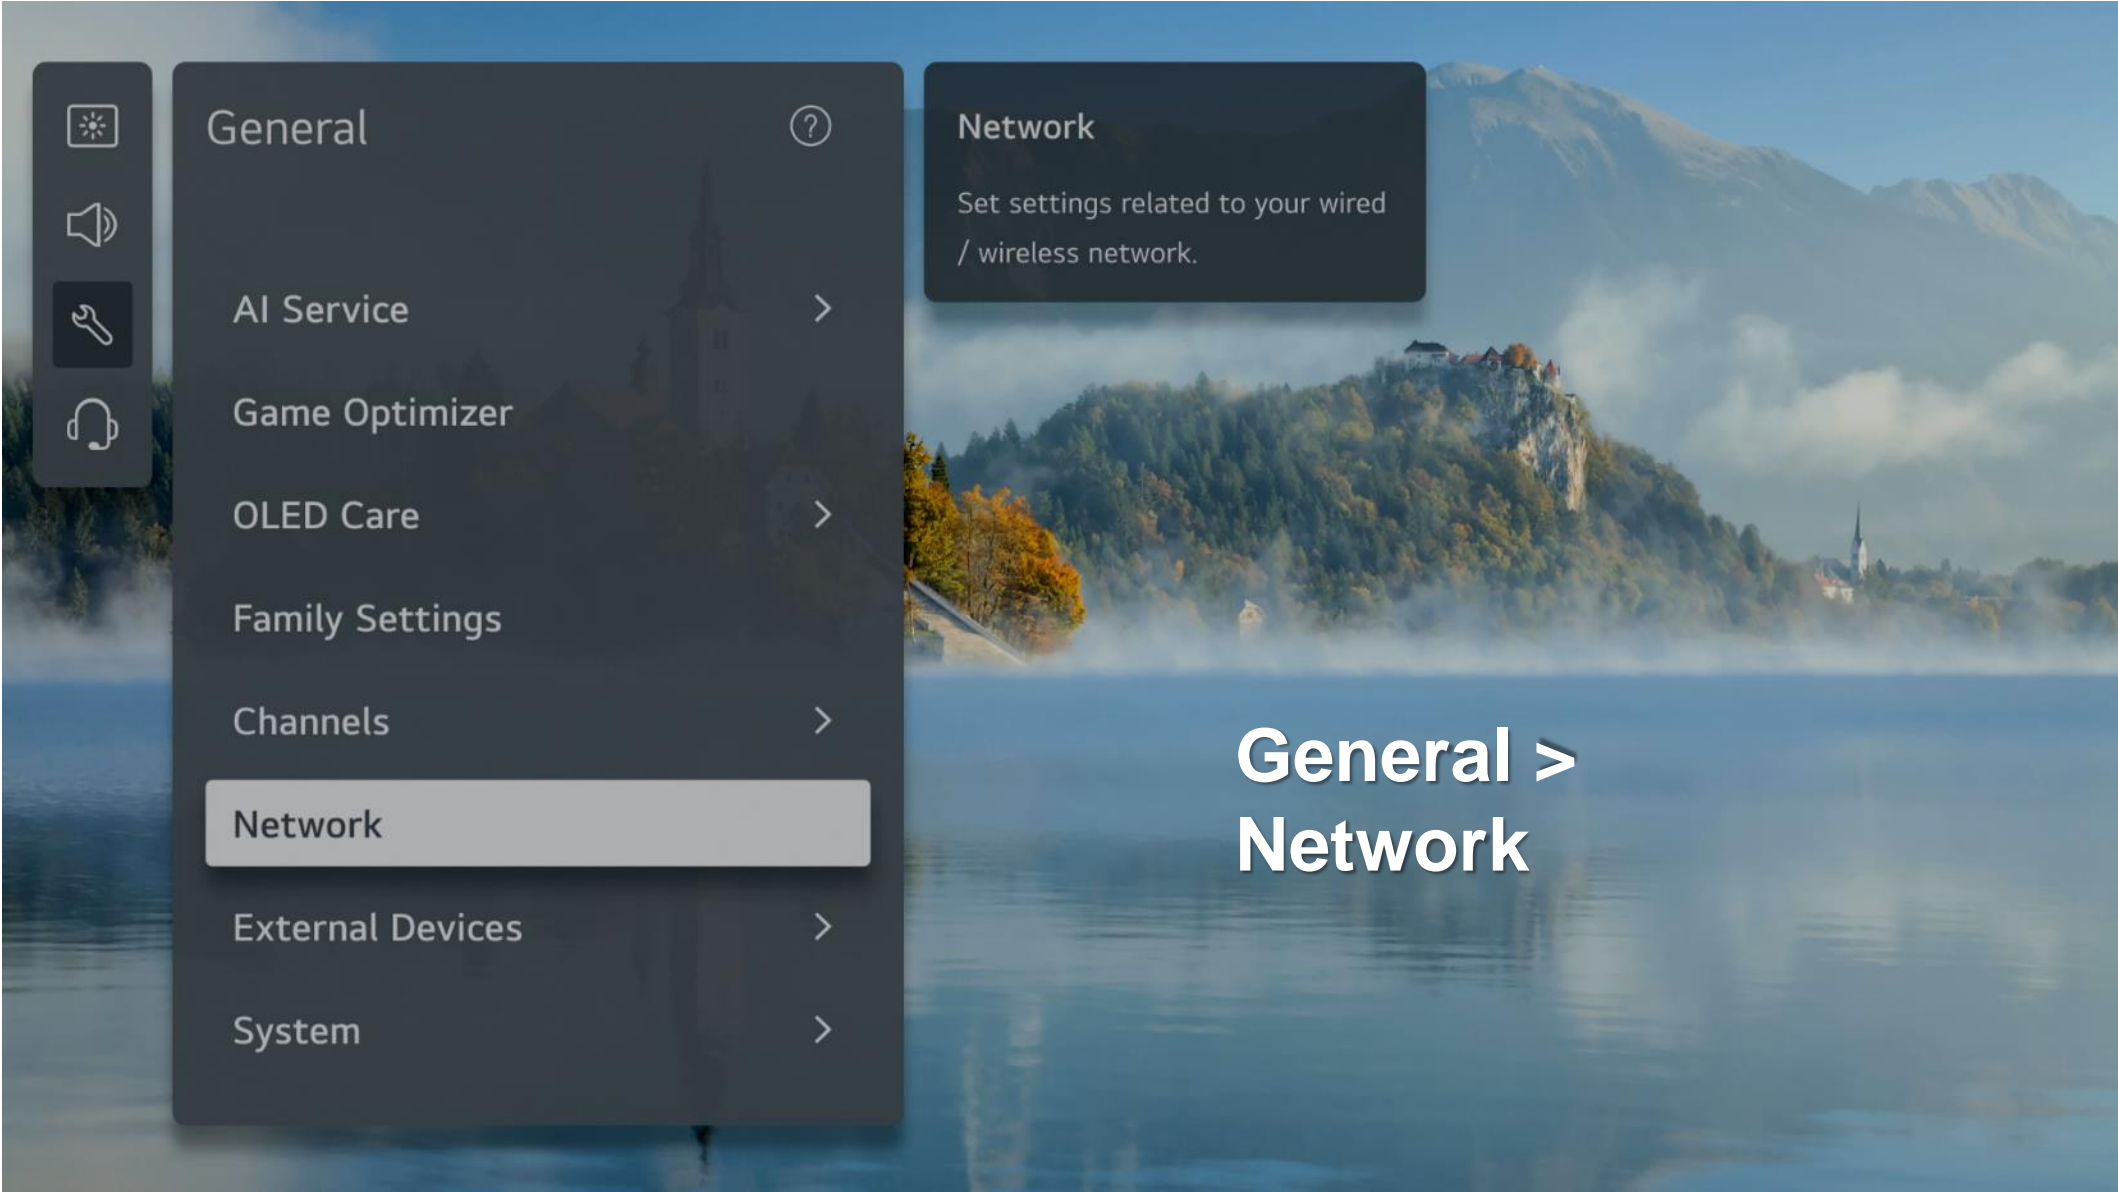 General
?
AI Service
Game Optimizer
OLED Care
Family Settings
Channels
Network
External Devices
System
Network
Set settings related to your wired
/ wireless network.
General >
Network